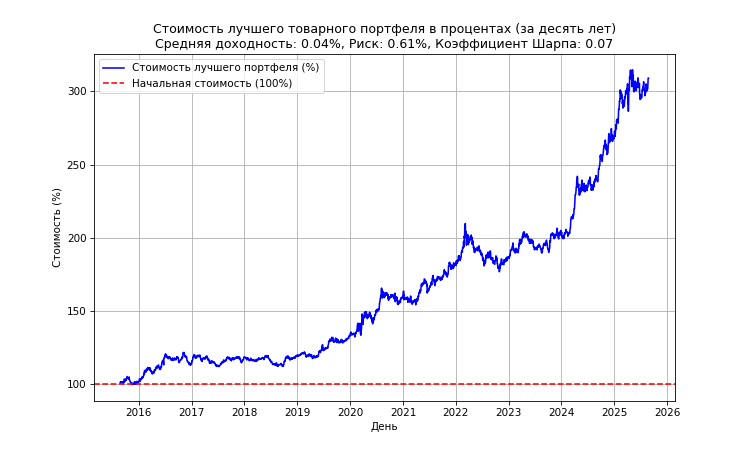 Стоимость лучшего товарного портфеля в процентах (за десять лет)
Средняя доходность: 0.04%, Риск: 0.61%, Коэффициент Шарпа: 0.07
Стоимость лучшего портфеля (%)
Начальная стоимость (100%)
Стоимость (%)
300
250
200
150
100
2016 2017 2018 2019 2020 2021 2022 2023 2024 2025 2026
День